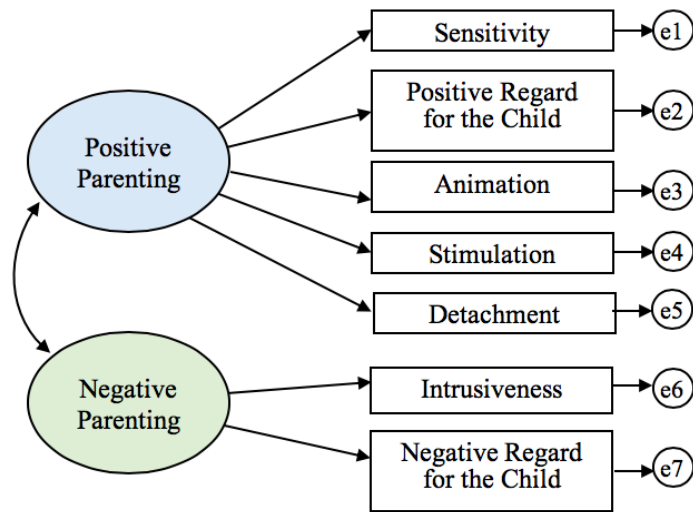 Sensitivity
e1
Positive Regard
for the Child
e2
Positive
Parenting
Animation
e3
Stimulation
e4
Detachment
e5
Negative
Parenting
Intrusiveness
e6
Negative Regard
for the Child
e7